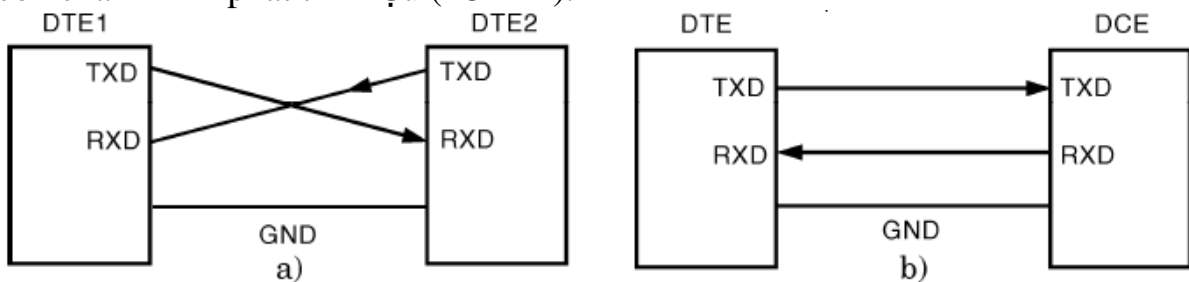 DTE1 DTE2 DTE DCE
TXD TXD TXD TXD
RXD RXD RXD RXD
GND GND
a) b)